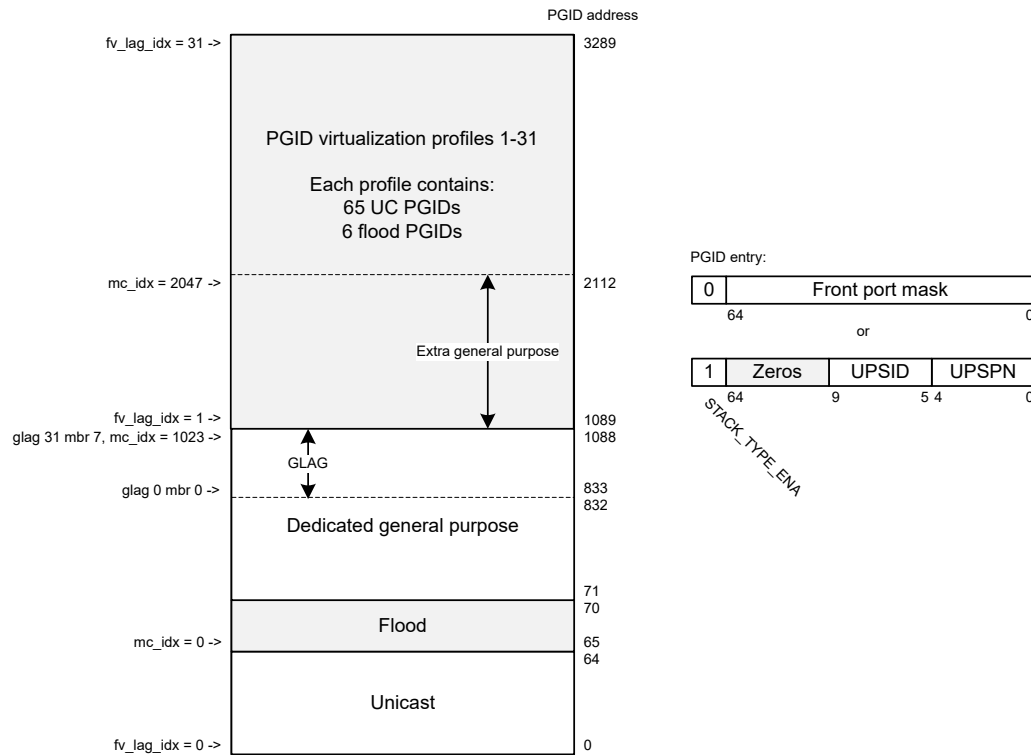 PGID address
fv_lag_idx = 31 ->
3289
PGID virtualization profiles 1-31
Each profile contains:
65 UC PGIDs
6 flood PGIDs
mc_idx = 2047 ->
2112
Extra general purpose
fv_lag_idx = 1 ->
1089
glag 31 mbr 7, mc_idx = 1023 ->
1088
GLAG
glag 0 mbr 0 ->
833
832
Dedicated general purpose
71
70
Flood
mc_idx = 0 ->
65
64
Unicast
fv_lag_idx = 0 ->
0
PGID entry:
0 Front port mask
64 0
or
1 Zeros UPSID UPSPN
64 9 5 4 0
STACK_TYPE_ENA